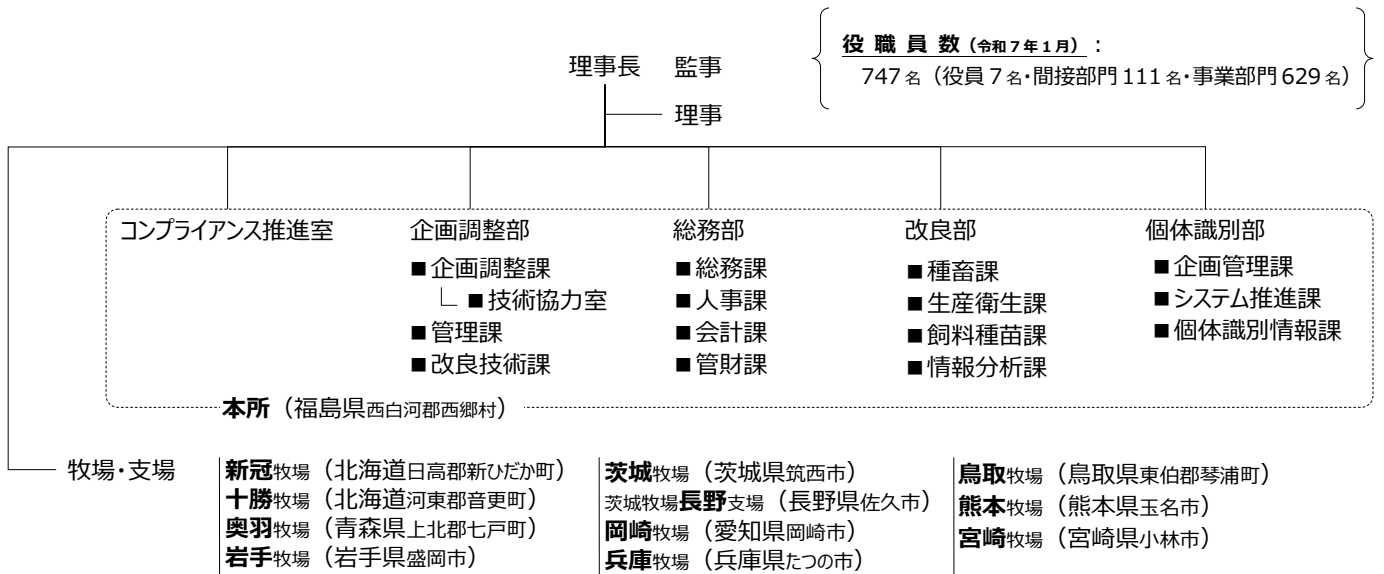 役職員数（令和7年1月）：
747名（役員7名・間接部門111名・事業部門629名）
理事長 監事
理事
コンプライアンス推進室
企画調整部
■企画調整課
■技術協力室
■管理課
■改良技術課
総務部
■総務課
■人事課
■会計課
■管財課
改良部
■種畜課
■生産衛生課
■飼料種苗課
■情報分析課
個体識別部
■企画管理課
■システム推進課
■個体識別情報課
本所（福島県西白河郡西郷村）
牧場・支場
新冠牧場（北海道日高郡新ひだか町）
十勝牧場（北海道河東郡音更町）
奥羽牧場（青森県上北郡七戸町）
岩手牧場（岩手県盛岡市）
茨城牧場（茨城県筑西市）
茨城牧場長野支場（長野県佐久市）
岡崎牧場（愛知県岡崎市）
兵庫牧場（兵庫県たつの市）
鳥取牧場（鳥取県東伯郡琴浦町）
熊本牧場（熊本県玉名市）
宮崎牧場（宮崎県小林市）